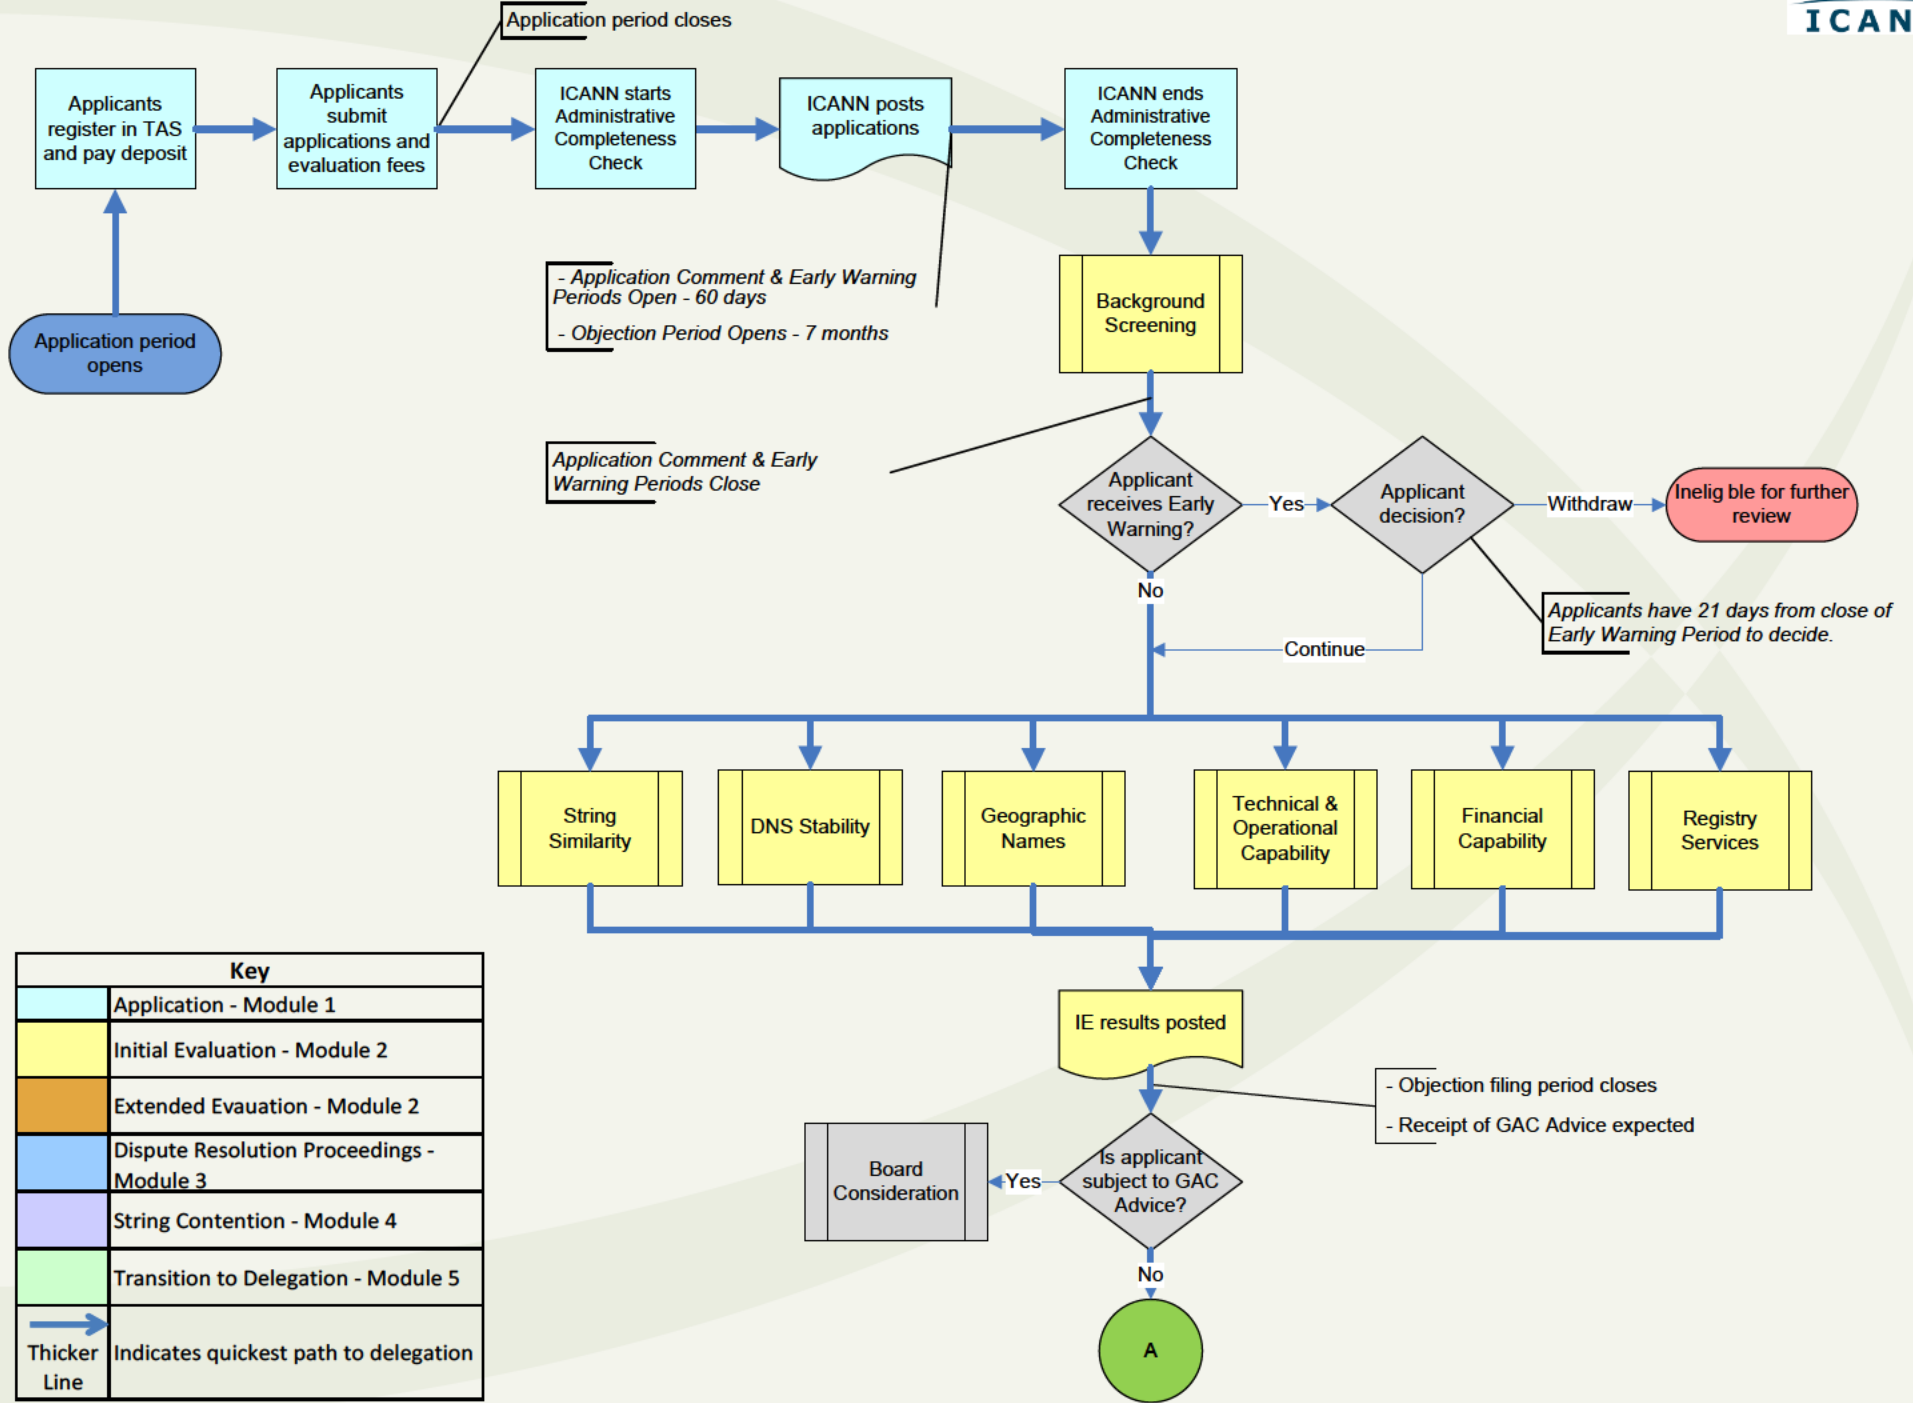 Application period closes
ICAN
Applicants
register in TAS
and pay deposit
Applicants
submit
applications and
evaluation fees
ICANN starts
Administrative
Completeness
Check
ICANN posts
applications
ICANN ends
Administrative
Completeness
Check
- Application Comment & Early Warning
Periods Open - 60 days
- Objection Period Opens - 7 months
Background
Screening
Application period
opens
Application Comment & Early
Warning Periods Close
Applicant
receives Early
Warning?
Yes
Applicant
decision?
Withdraw
Inelig ble for further
review
No
Applicants have 21 days from close of
Early Warning Period to decide.
Continue
String
Similarity
DNS Stability
Geographic
Names
Technical &
Operational
Capability
Financial
Capability
Registry
Services
IE results posted
- Objection filing period closes
- Receipt of GAC Advice expected
Board
Consideration
Yes
Is applicant
subject to GAC
Advice?
No
A
Key
Application - Module 1
Initial Evaluation - Module 2
Extended Evauation - Module 2
Dispute Resolution Proceedings -
Module 3
String Contention - Module 4
Transition to Delegation - Module 5
Thicker
Line
Indicates quickest path to delegation